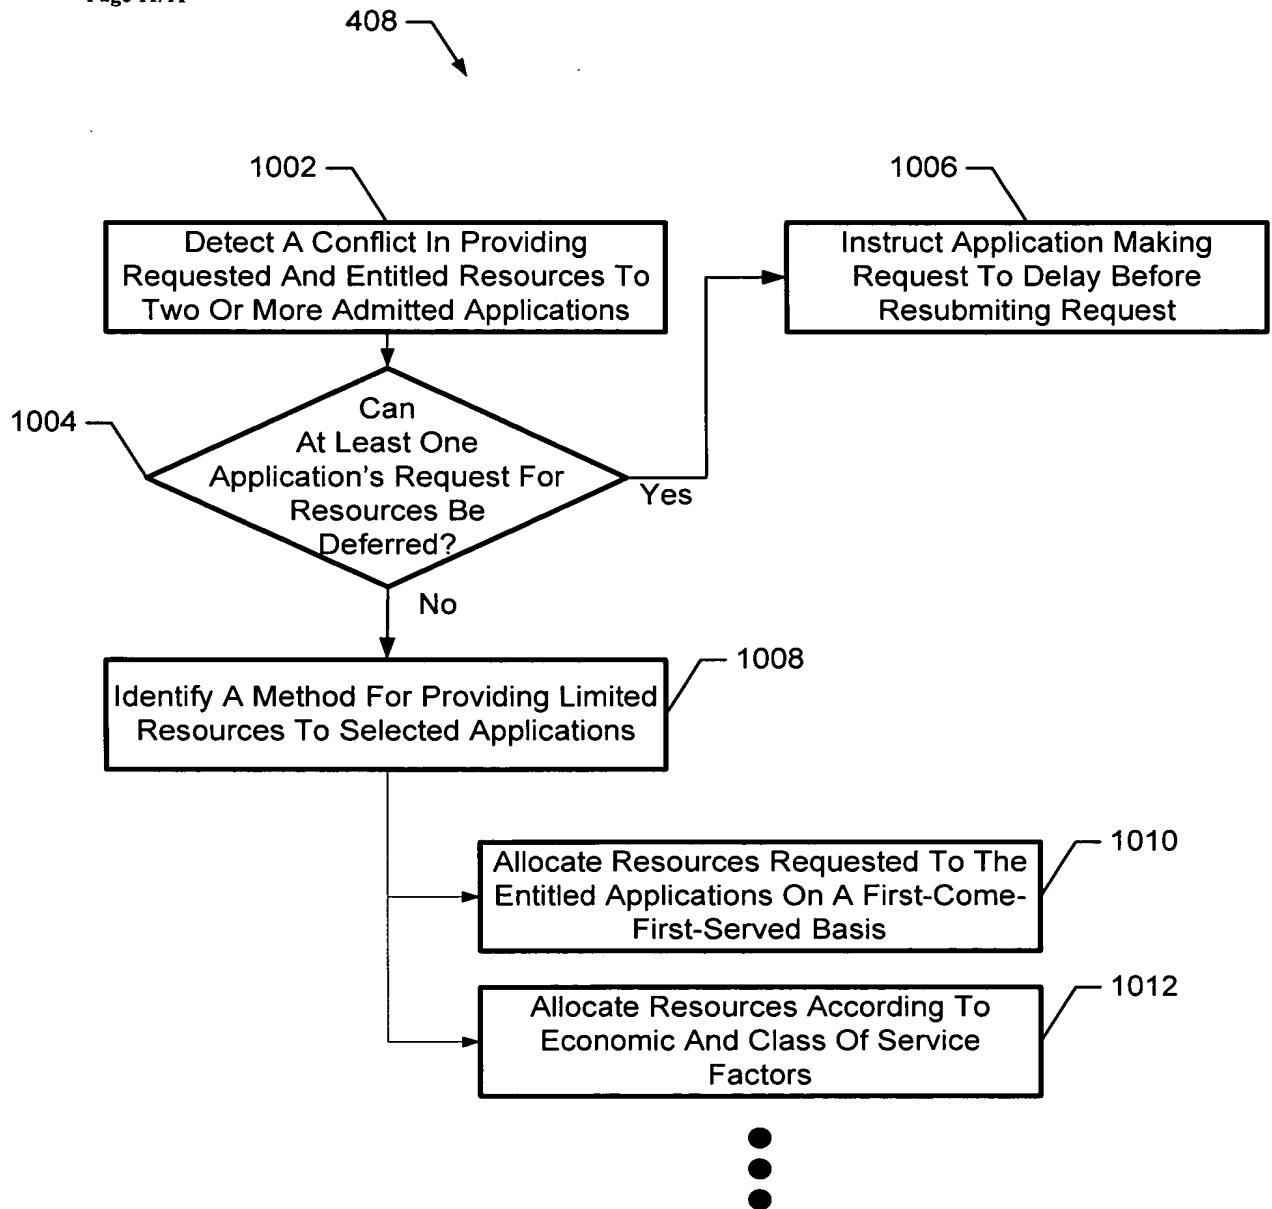 408
1002
1006
Detect A Conflict In Providing
Requested And Entitled Resources To
Two Or More Admitted Applications
Instruct Application Making
Request To Delay Before
Resubmiting Request
1004
Can
At Least One
Application's Request For
Resources Be
Deferred?
Yes
No
1008
Identify A Method For Providing Limited
Resources To Selected Applications
1010
Allocate Resources Requested To The
Entitled Applications On A First-Come-
First-Served Basis
1012
Allocate Resources According To
Economic And Class Of Service
Factors